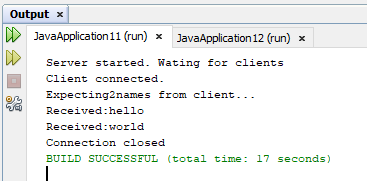 Output ×
JavaApplication11 (run) × JavaApplication12 (run) ×
Server started. Wating for clients
Client connected.
Expecting2names from client...
Received:hello
Received:world
Connection closed
BUILD SUCCESSFUL (total time: 17 seconds)